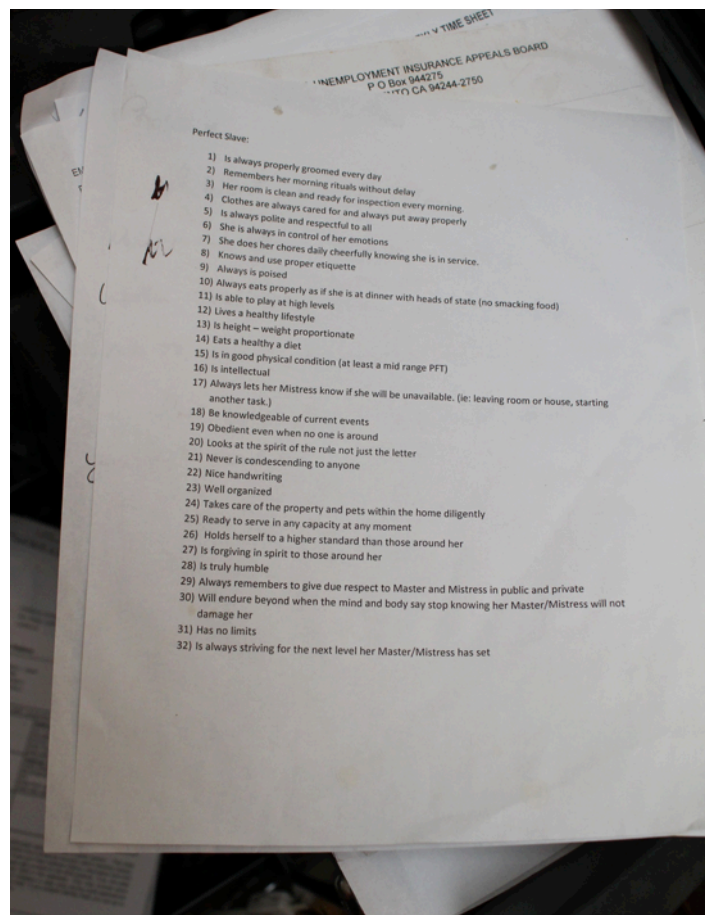 Y TIME SHEET
UNEMPLOYMENT INSURANCE APPEALS BOARD
P O Box 944275
CA 94244-2750
Perfect Slave:
1) Is always properly groomed every day
2) Remembers her morning rituals without delay
3) Her room is clean and ready for inspection every morning.
4) Clothes are always cared for and always put away properly
5) Is always polite and respectful to all
6) She is always in control of her emotions
7) She does her chores daily cheerfully knowing she is in service.
8) Knows and use proper etiquette
9) Always is poised
10) Always eats properly as if she is at dinner with heads of state (no smacking food)
11) Is able to play at high levels
12) Lives a healthy lifestyle
13) Is height – weight proportionate
14) Eats a healthy a diet
15) Is in good physical condition (at least a mid range PFT)
16) Is intellectual
17) Always lets her Mistress know if she will be unavailable. (ie: leaving room or house, starting
another task.)
18) Be knowledgeable of current events
19) Obedient even when no one is around
20) Looks at the spirit of the rule not just the letter
21) Never is condescending to anyone
22) Nice handwriting
23) Well organized
24) Takes care of the property and pets within the home diligently
25) Ready to serve in any capacity at any moment
26) Holds herself to a higher standard than those around her
27) Is forgiving in spirit to those around her
28) Is truly humble
29) Always remembers to give due respect to Master and Mistress in public and private
30) Will endure beyond when the mind and body say stop knowing her Master/Mistress will not
damage her
31) Has no limits
32) Is always striving for the next level her Master/Mistress has set